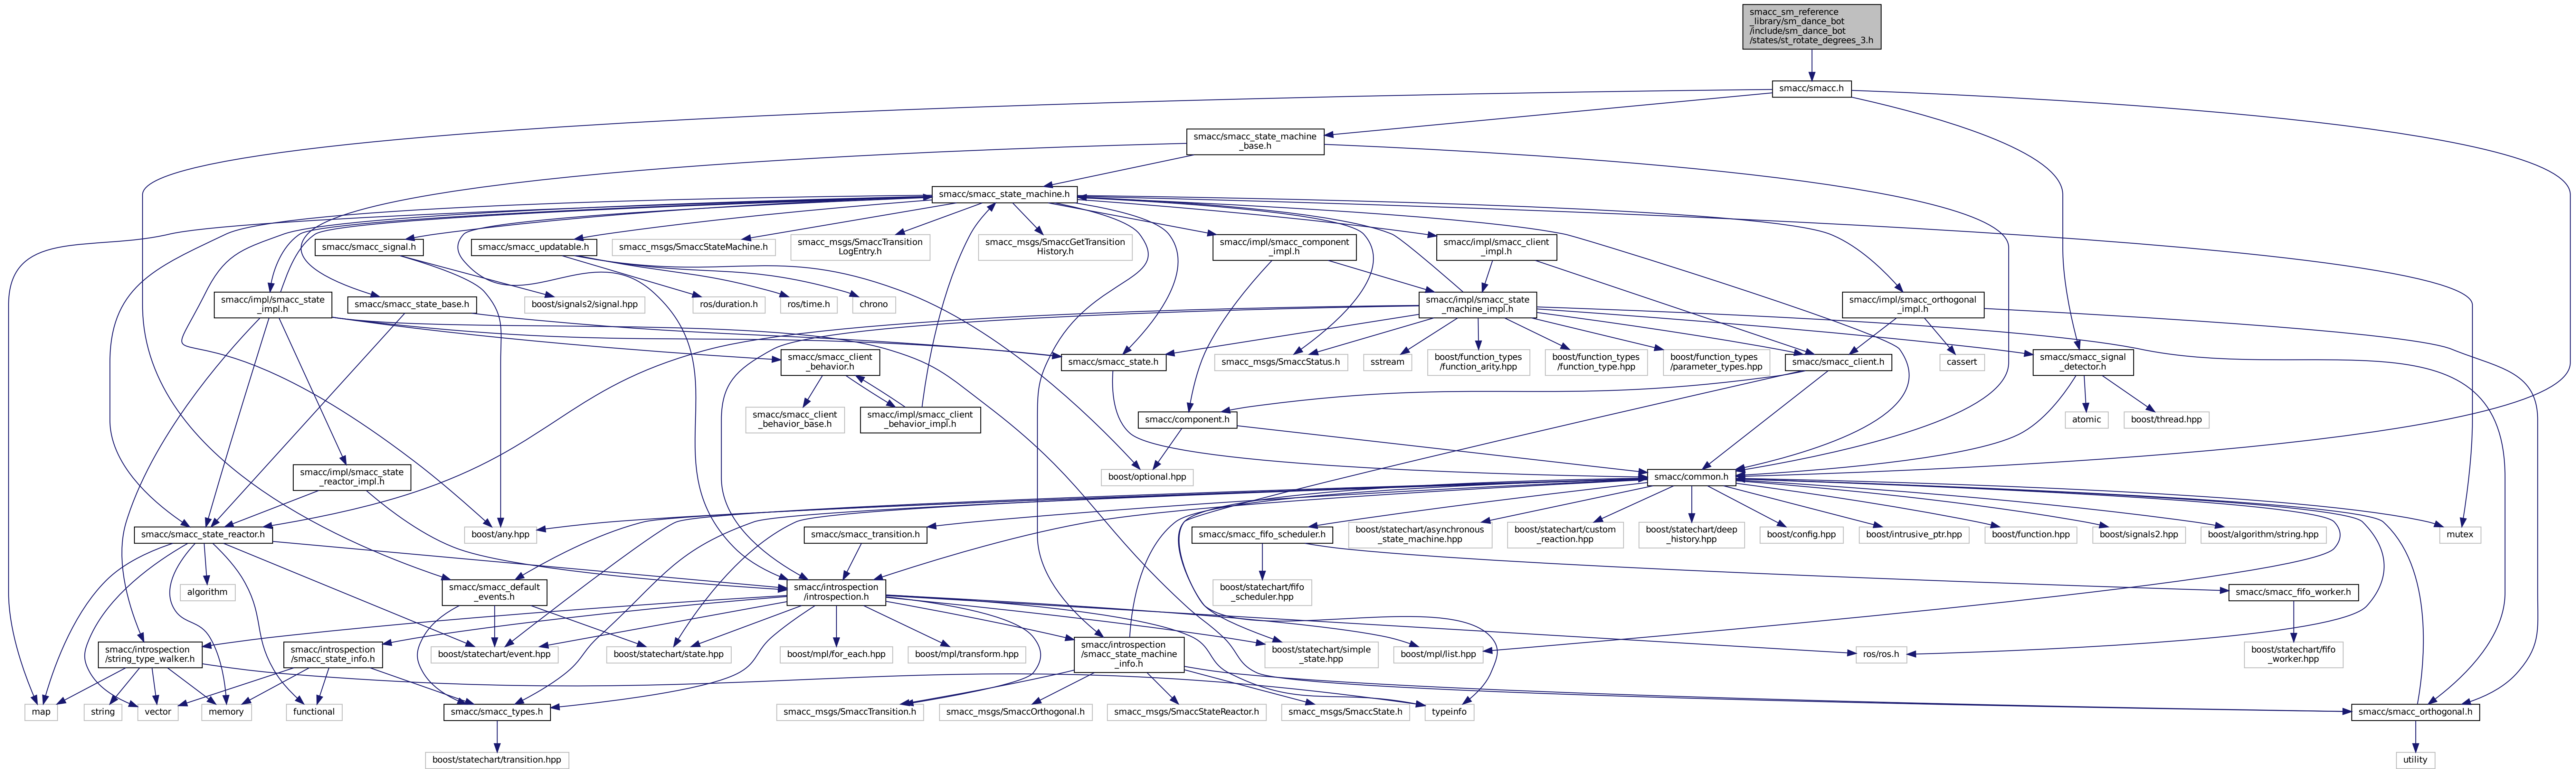 smacc_sm_reference
_library/sm_dance_bot
/include/sm_dance_bot
/states/st_rotate_degrees_3.h
smacc/smacc.h
smacc/smacc_state_machine
_base.h
smacc/smacc_state_machine.h
smacc/smacc_signal.h
smacc/smacc_updatable.h
smacc_msgs/SmaccStateMachine.h
smacc_msgs/SmaccTransition
LogEntry.h
smacc_msgs/SmaccGetTransition
History.h
smacc/impl/smacc_component
_impl.h
smacc/impl/smacc_client
_impl.h
smacc/impl/smacc_state
_impl.h
smacc/smacc_state_base.h
boost/signals2/signal.hpp
ros/duration.h
ros/time.h
chrono
smacc/impl/smacc_state
_machine_impl.h
smacc/impl/smacc_orthogonal
_impl.h
smacc/smacc_client
_behavior.h
smacc/smacc_state.h
smacc_msgs/SmaccStatus.h
sstream
boost/function_types
/function_arity.hpp
boost/function_types
/function_type.hpp
boost/function_types
/parameter_types.hpp
smacc/smacc_client.h
cassert
smacc/smacc_signal
_detector.h
smacc/smacc_client
_behavior_base.h
smacc/impl/smacc_client
_behavior_impl.h
smacc/component.h
atomic
boost/thread.hpp
smacc/impl/smacc_state
_reactor_impl.h
boost/optional.hpp
smacc/common.h
smacc/smacc_state_reactor.h
boost/any.hpp
smacc/smacc_transition.h
smacc/smacc_fifo_scheduler.h
boost/statechart/asynchronous
_state_machine.hpp
boost/statechart/custom
_reaction.hpp
boost/statechart/deep
_history.hpp
boost/config.hpp
boost/intrusive_ptr.hpp
boost/function.hpp
boost/signals2.hpp
boost/algorithm/string.hpp
mutex
algorithm
smacc/smacc_default
_events.h
smacc/introspection
/introspection.h
boost/statechart/fifo
_scheduler.hpp
smacc/smacc_fifo_worker.h
smacc/introspection
/string_type_walker.h
smacc/introspection
/smacc_state_info.h
boost/statechart/event.hpp
boost/statechart/state.hpp
boost/mpl/for_each.hpp
boost/mpl/transform.hpp
smacc/introspection
/smacc_state_machine
_info.h
boost/statechart/simple
_state.hpp
boost/mpl/list.hpp
ros/ros.h
boost/statechart/fifo
_worker.hpp
map
string
vector
memory
functional
smacc/smacc_types.h
smacc_msgs/SmaccTransition.h
smacc_msgs/SmaccOrthogonal.h
smacc_msgs/SmaccStateReactor.h
smacc_msgs/SmaccState.h
typeinfo
smacc/smacc_orthogonal.h
boost/statechart/transition.hpp
utility